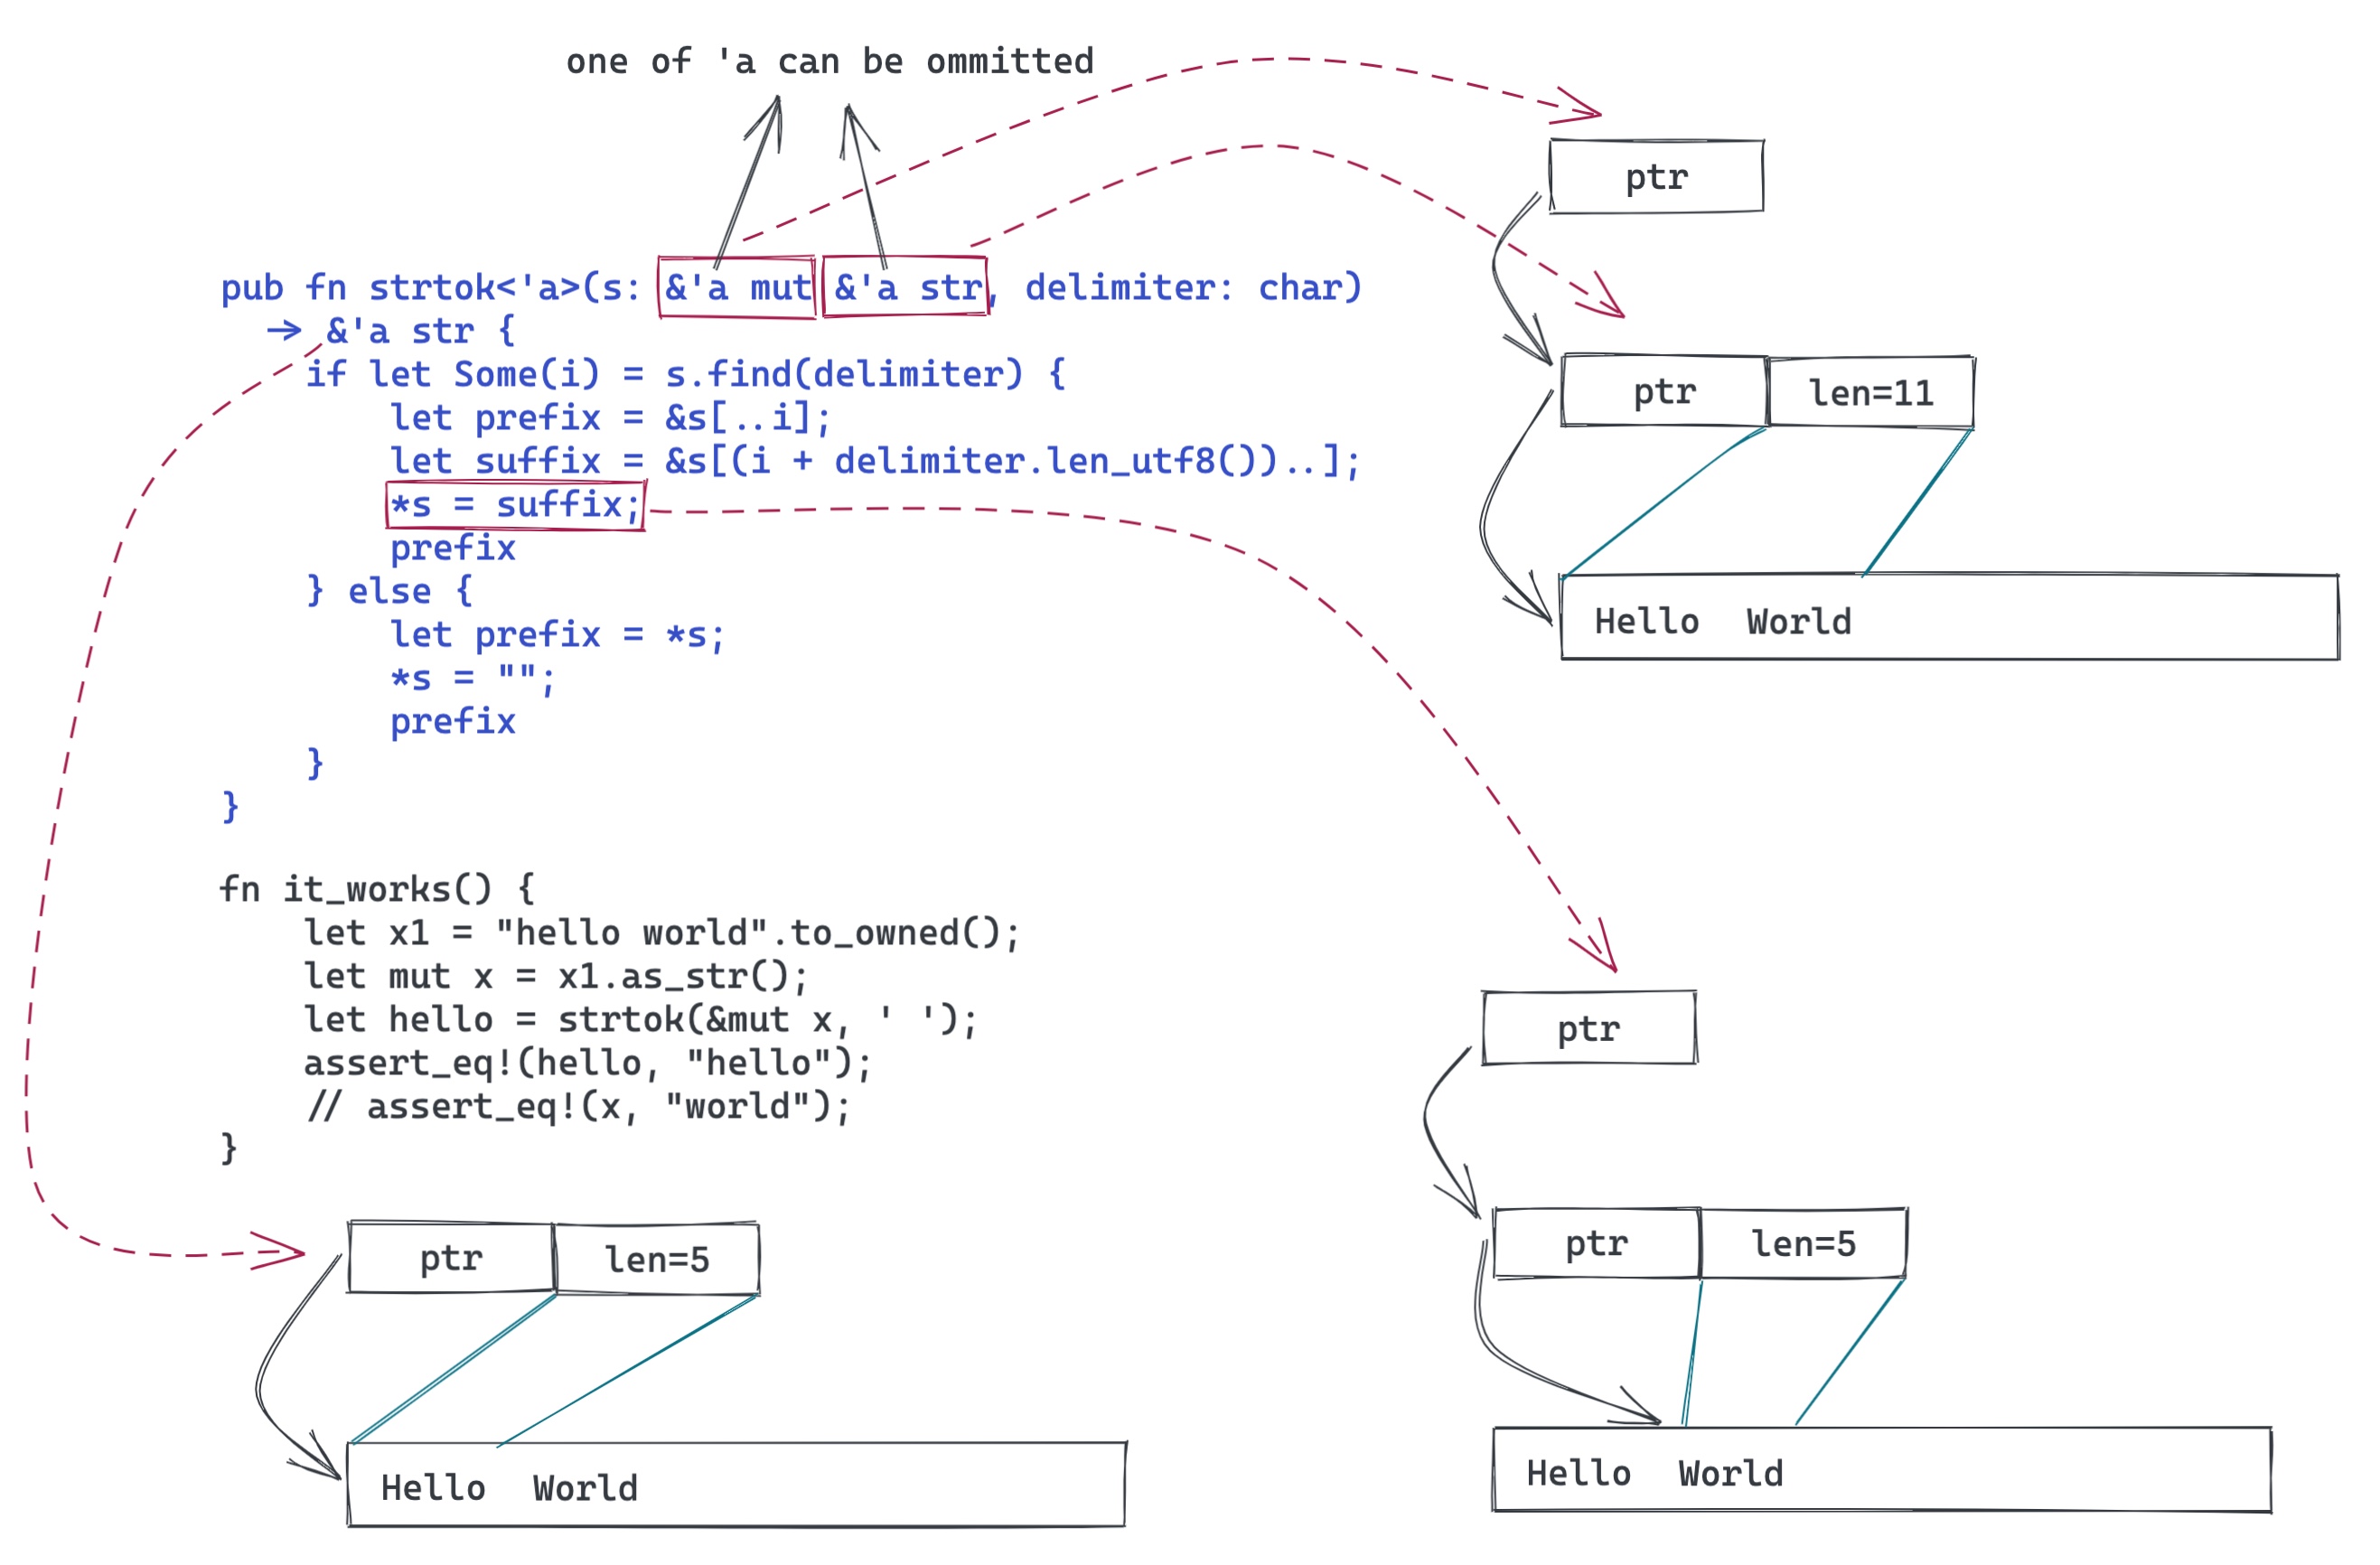 one of 'a can be ommitted
pub fn strtok<'a>(s: &'a mut &'a str, delimiter: char)
-> &'a str {
if let Some(i) = s.find(delimiter) {
let prefix = &s[..i];
let suffix = &s[(i + delimiter.len_utf8())..];
*s = suffix;
prefix
} else {
let prefix = *s;
*s = "";
prefix
}
}
fn it_works() {
let x1 = "hello world".to_owned();
let mut x = x1.as_str();
let hello = strtok(&mut x, ' ');
assert_eq!(hello, "hello");
// assert_eq!(x, "world");
}
ptr
ptr len=11
Hello World
ptr
ptr len=5
Hello World
ptr len=5
Hello World